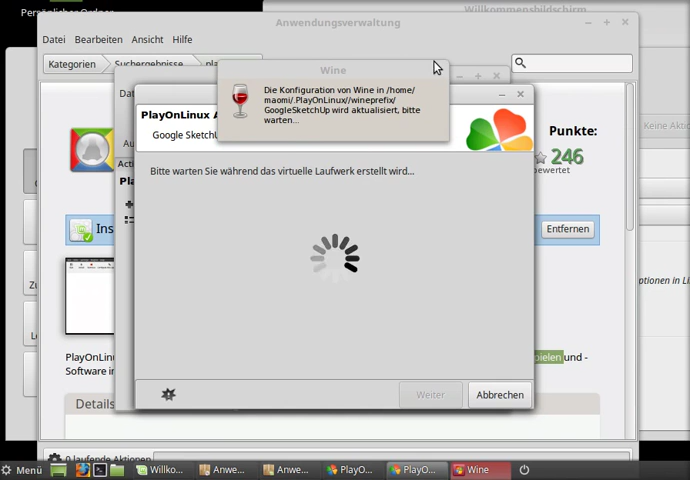 Persönlicher Ordner
Willkommensbildschirm
Anwendungsverwaltung
Datei Bearbeiten Ansicht Hilfe
Kategorien Suchergebnisse
Wine
Die Konfiguration von Wine in /home/
maomi/.PlayOnLinux//wineprefix/
GoogleSketchUp wird aktualisiert, bitte
warten...
PlayOnLinux
Google
Punkte:
246
bewertet
Keine
Bitte warten Sie während das virtuelle Laufwerk erstellt wird...
Entfernen
und -
Software
Details
Weiter Abbrechen
0 laufende Aktionen
Menü Willko... Anwe... Anwe... PlayO... PlayO... Wine